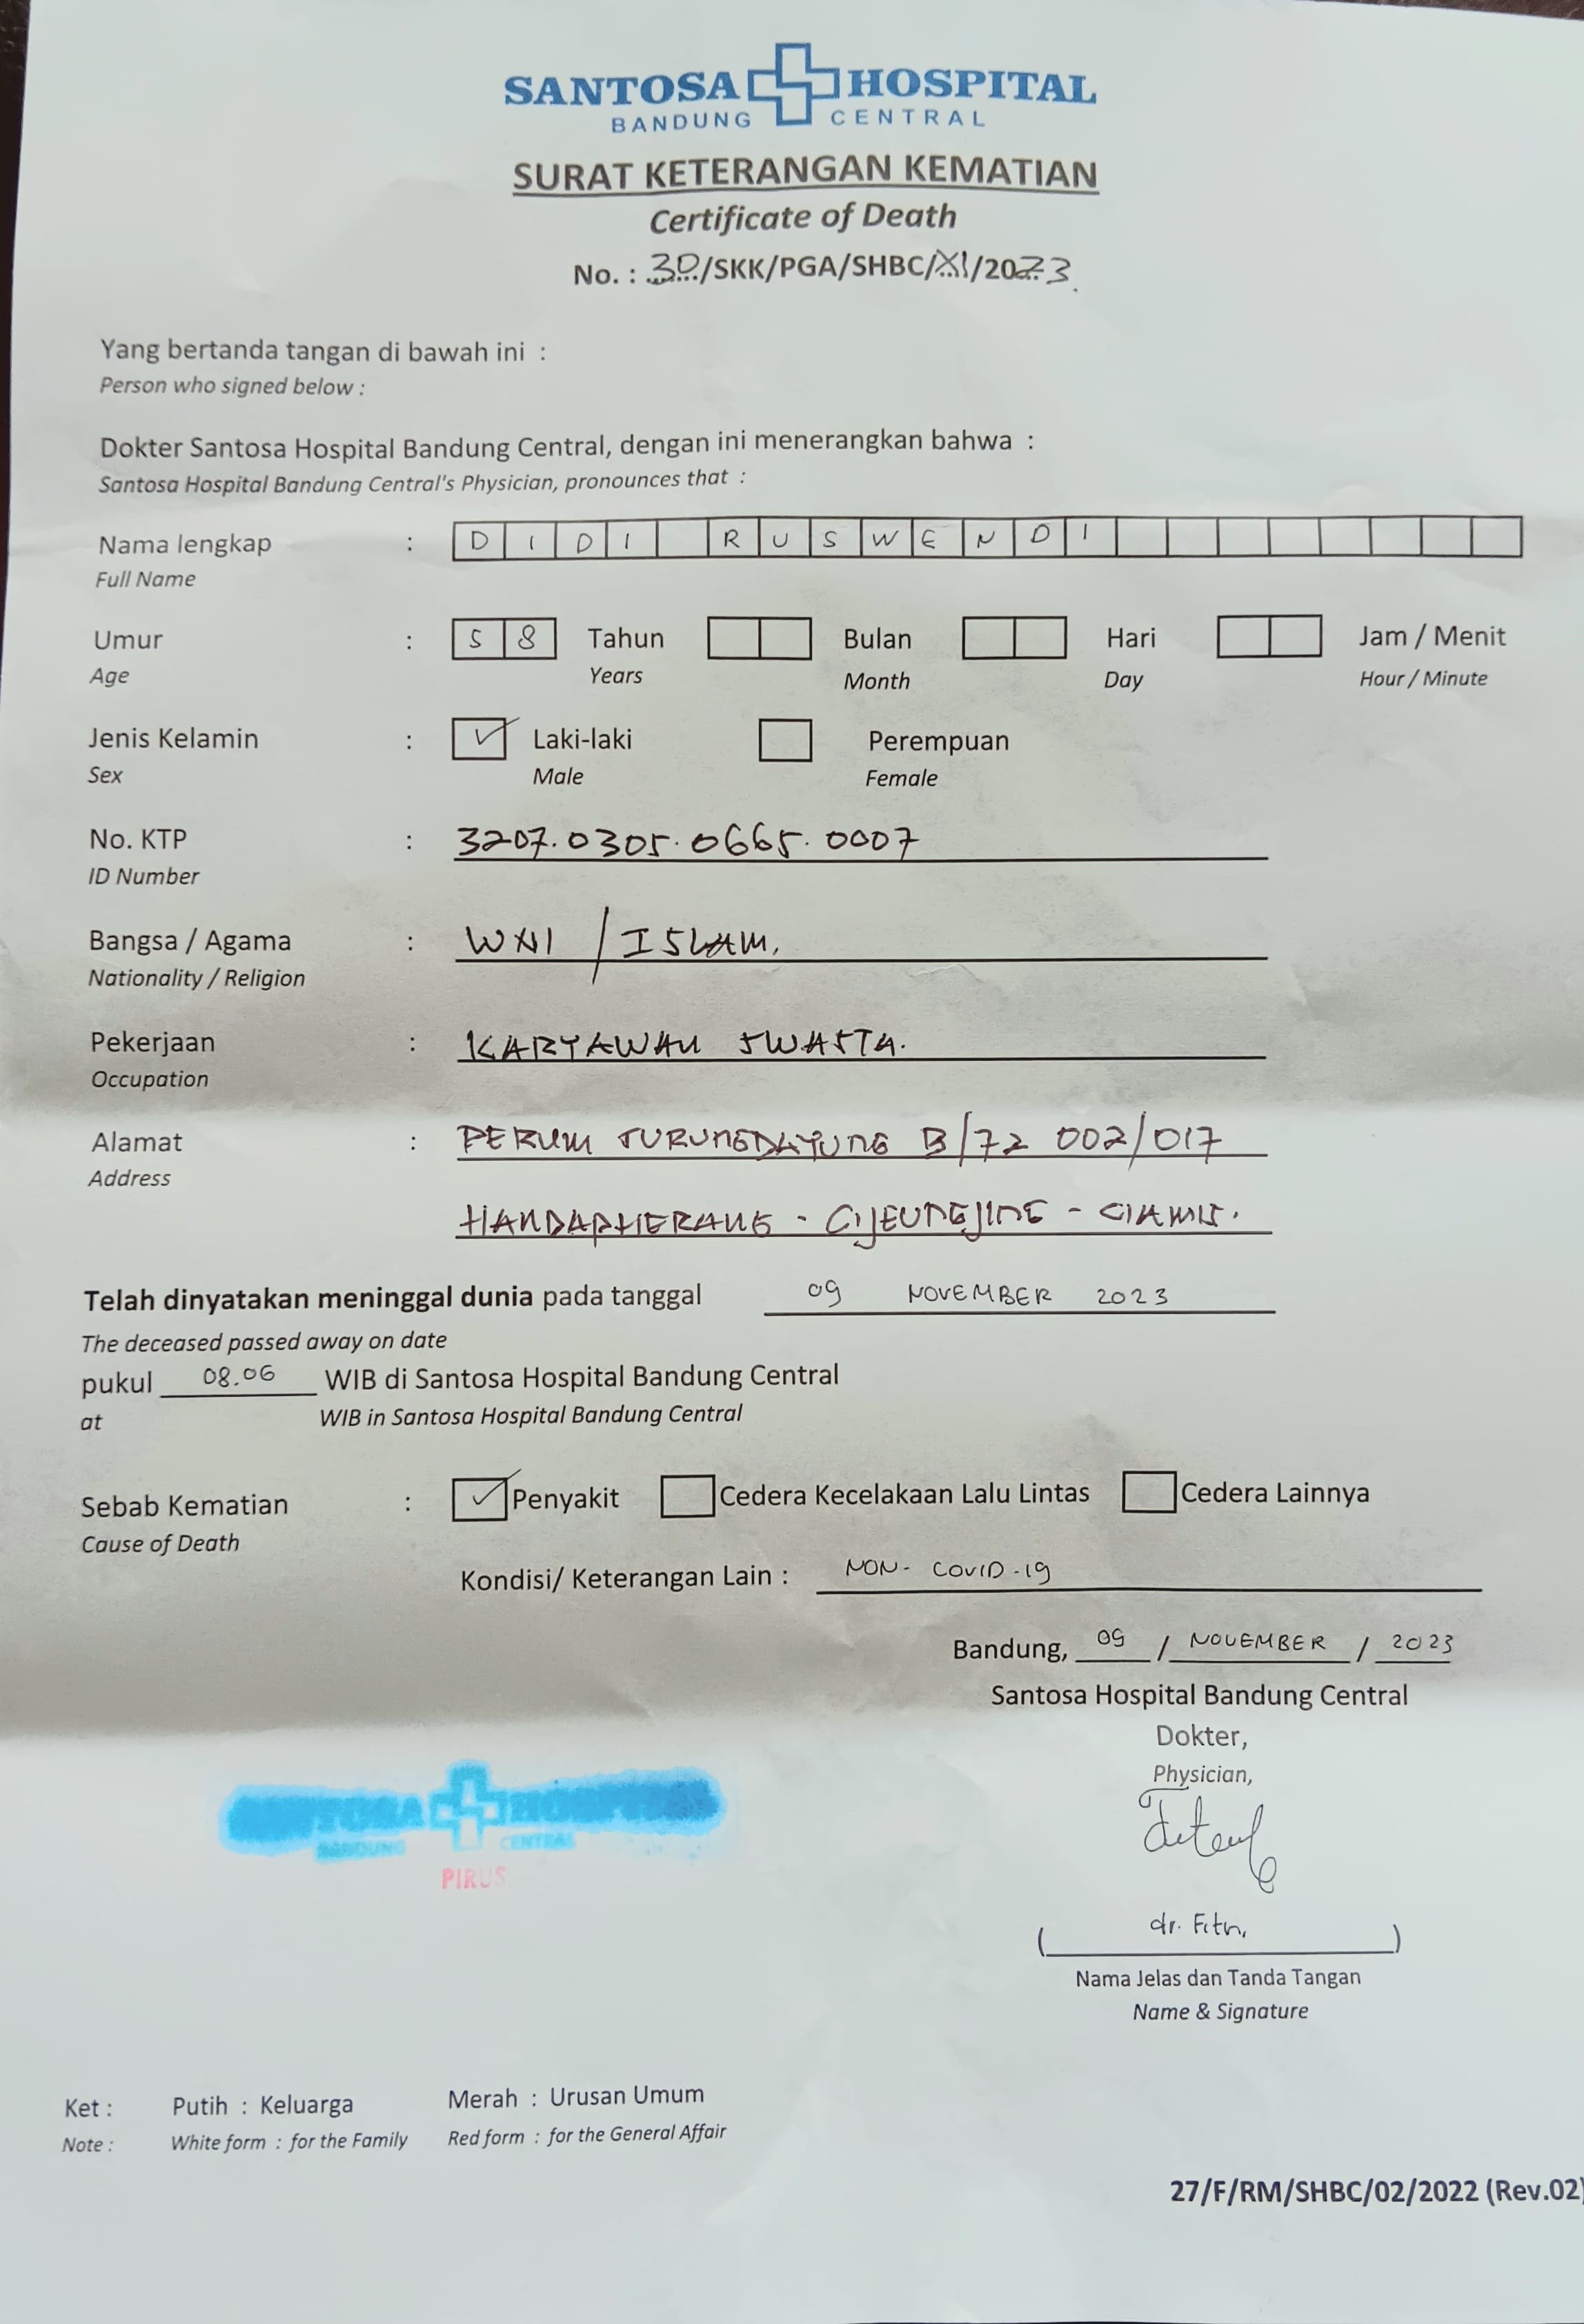 SANTOSA HOSPITAL
BANDUNG CENTRAL
SURAT KETERANGAN KEMATIAN
Certificate of Death
No. : 30/SKK/PGA/SHBC/XI/2023.
Yang bertanda tangan di bawah ini :
Person who signed below :
Dokter Santosa Hospital Bandung Central, dengan ini menerangkan bahwa :
Santosa Hospital Bandung Central's Physician, pronounces that :
Nama lengkap : DIDI RUSWENDI
Full Name
Umur : 58 Tahun Bulan Hari Jam / Menit
Age Years Month Day Hour / Minute
Jenis Kelamin : ✓ Laki-laki Perempuan
Sex Male Female
No. KTP : 3207.0305.0665.0007
ID Number
Bangsa / Agama : WNI / ISLAM.
Nationality / Religion
Pekerjaan : KARYAWAN SWASTA.
Occupation
Alamat : PERUM B/72 002/017
Address
HANDAPHERANG - CIJEUNGJING - CIAMIS.
Telah dinyatakan meninggal dunia pada tanggal 09 NOVEMBER 2023
The deceased passed away on date
pukul 08.06 WIB di Santosa Hospital Bandung Central
at WIB in Santosa Hospital Bandung Central
Sebab Kematian : ✓ Penyakit Cedera Kecelakaan Lalu Lintas Cedera Lainnya
Cause of Death
Kondisi/ Keterangan Lain : NON- COVID-19
Bandung, 09 / NOVEMBER / 2023
Santosa Hospital Bandung Central
Dokter,
Physician,
SANTOSA HOSPITAL
BANDUNG CENTRAL
PIRUS
( dr. Fitri, )
Nama Jelas dan Tanda Tangan
Name & Signature
Ket : Putih : Keluarga Merah : Urusan Umum
Note : White form : for the Family Red form : for the General Affair
27/F/RM/SHBC/02/2022 (Rev.02)